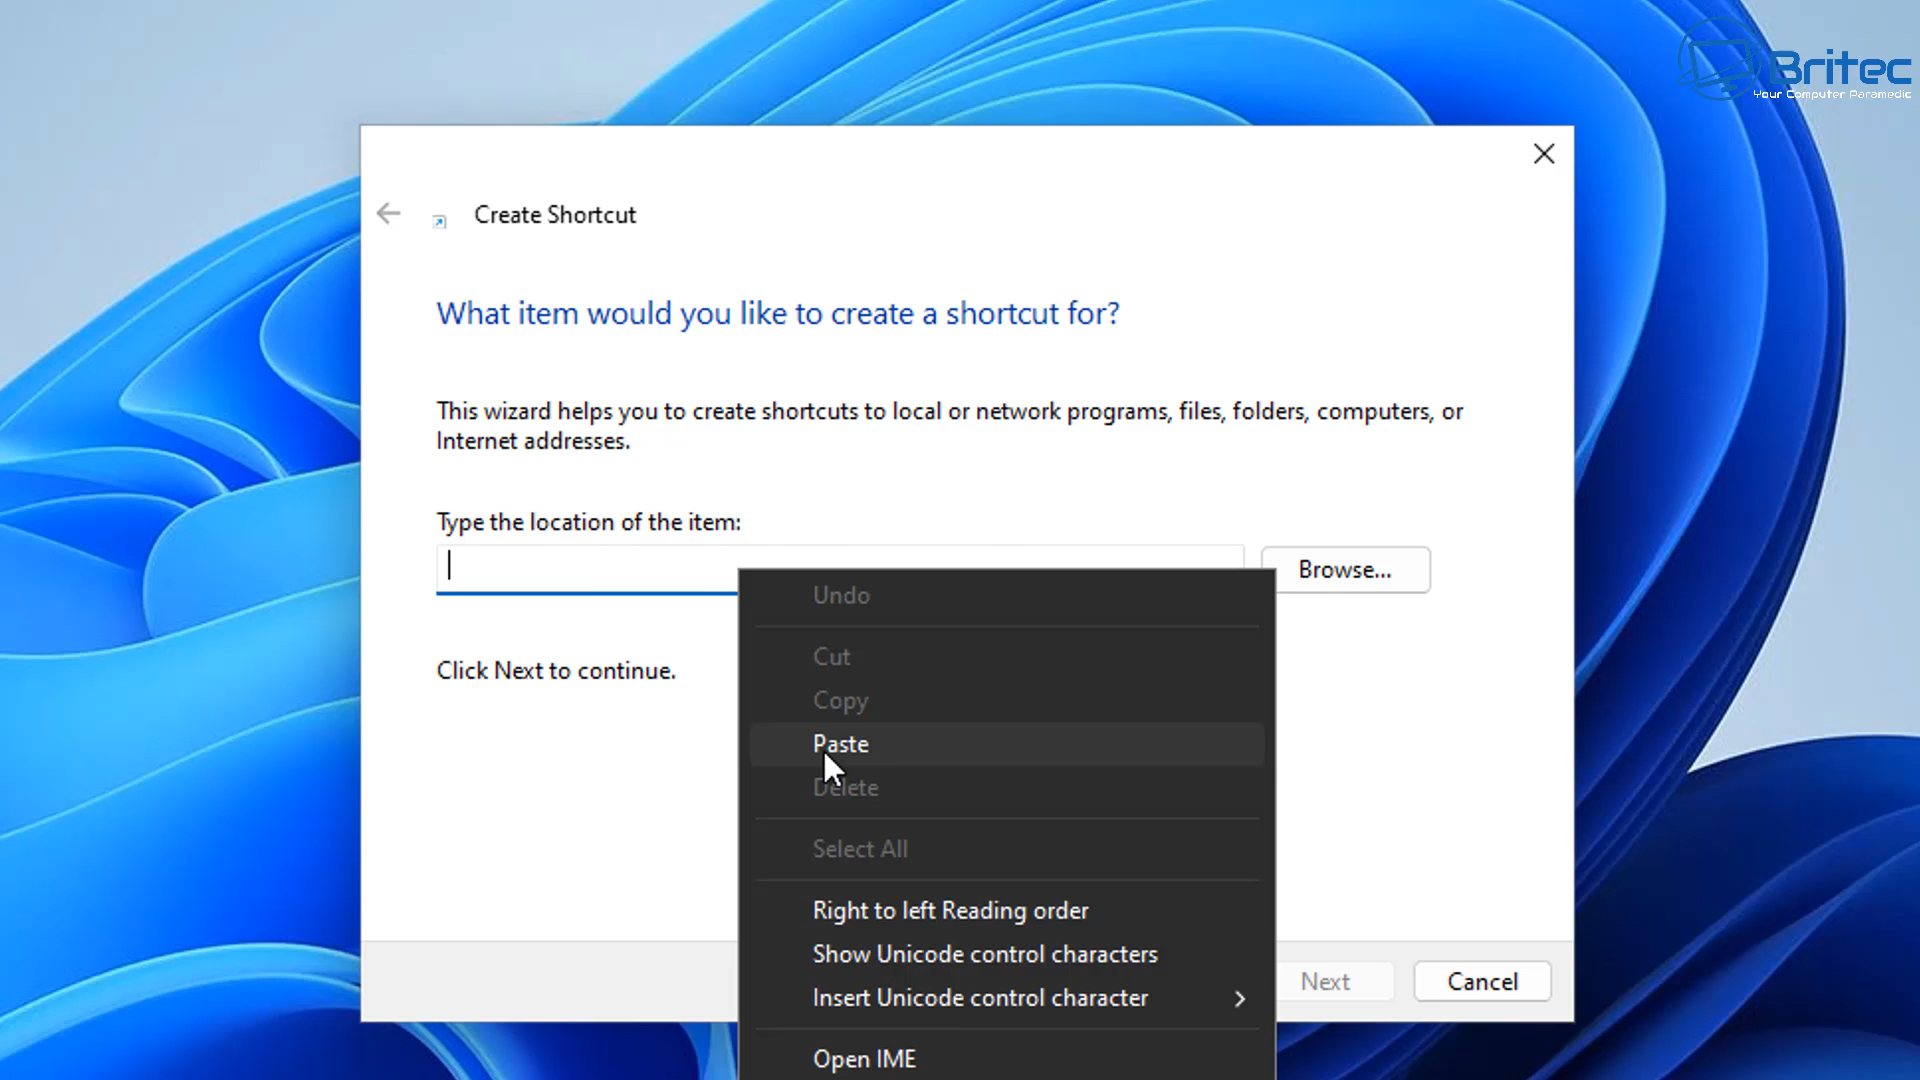 Britec
Your Computer Paramedic
Create Shortcut
What item would you like to create a shortcut for?
This wizard helps you to create shortcuts to local or network programs, files, folders, computers, or
Internet addresses.
Type the location of the item:
Browse...
Click Next to continue.
Undo
Cut
Copy
Paste
Delete
Select All
Right to left Reading order
Show Unicode control characters
Insert Unicode control character
Open IME
Next
Cancel